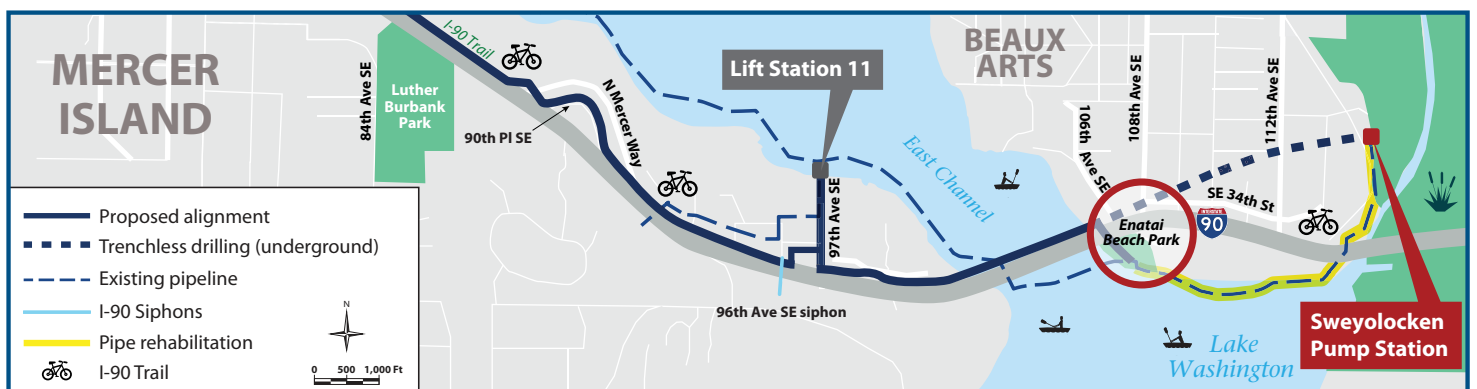 MERCER
ISLAND
84th Ave SE
Luther
Burbank
Park
I-90 Trail
90th Pl SE
N Mercer Way
Lift Station 11
97th Ave SE
96th Ave SE siphon
East Channel
BEAUX
ARTS
106th Ave SE
108th Ave SE
112th Ave SE
SE 34th St
Enatai
Beach Park
INTERSTATE
90
Sweyolocken
Pump Station
Lake
Washington
Proposed alignment
Trenchless drilling (underground)
Existing pipeline
I-90 Siphons
Pipe rehabilitation
I-90 Trail
N
0 500 1,000 Ft